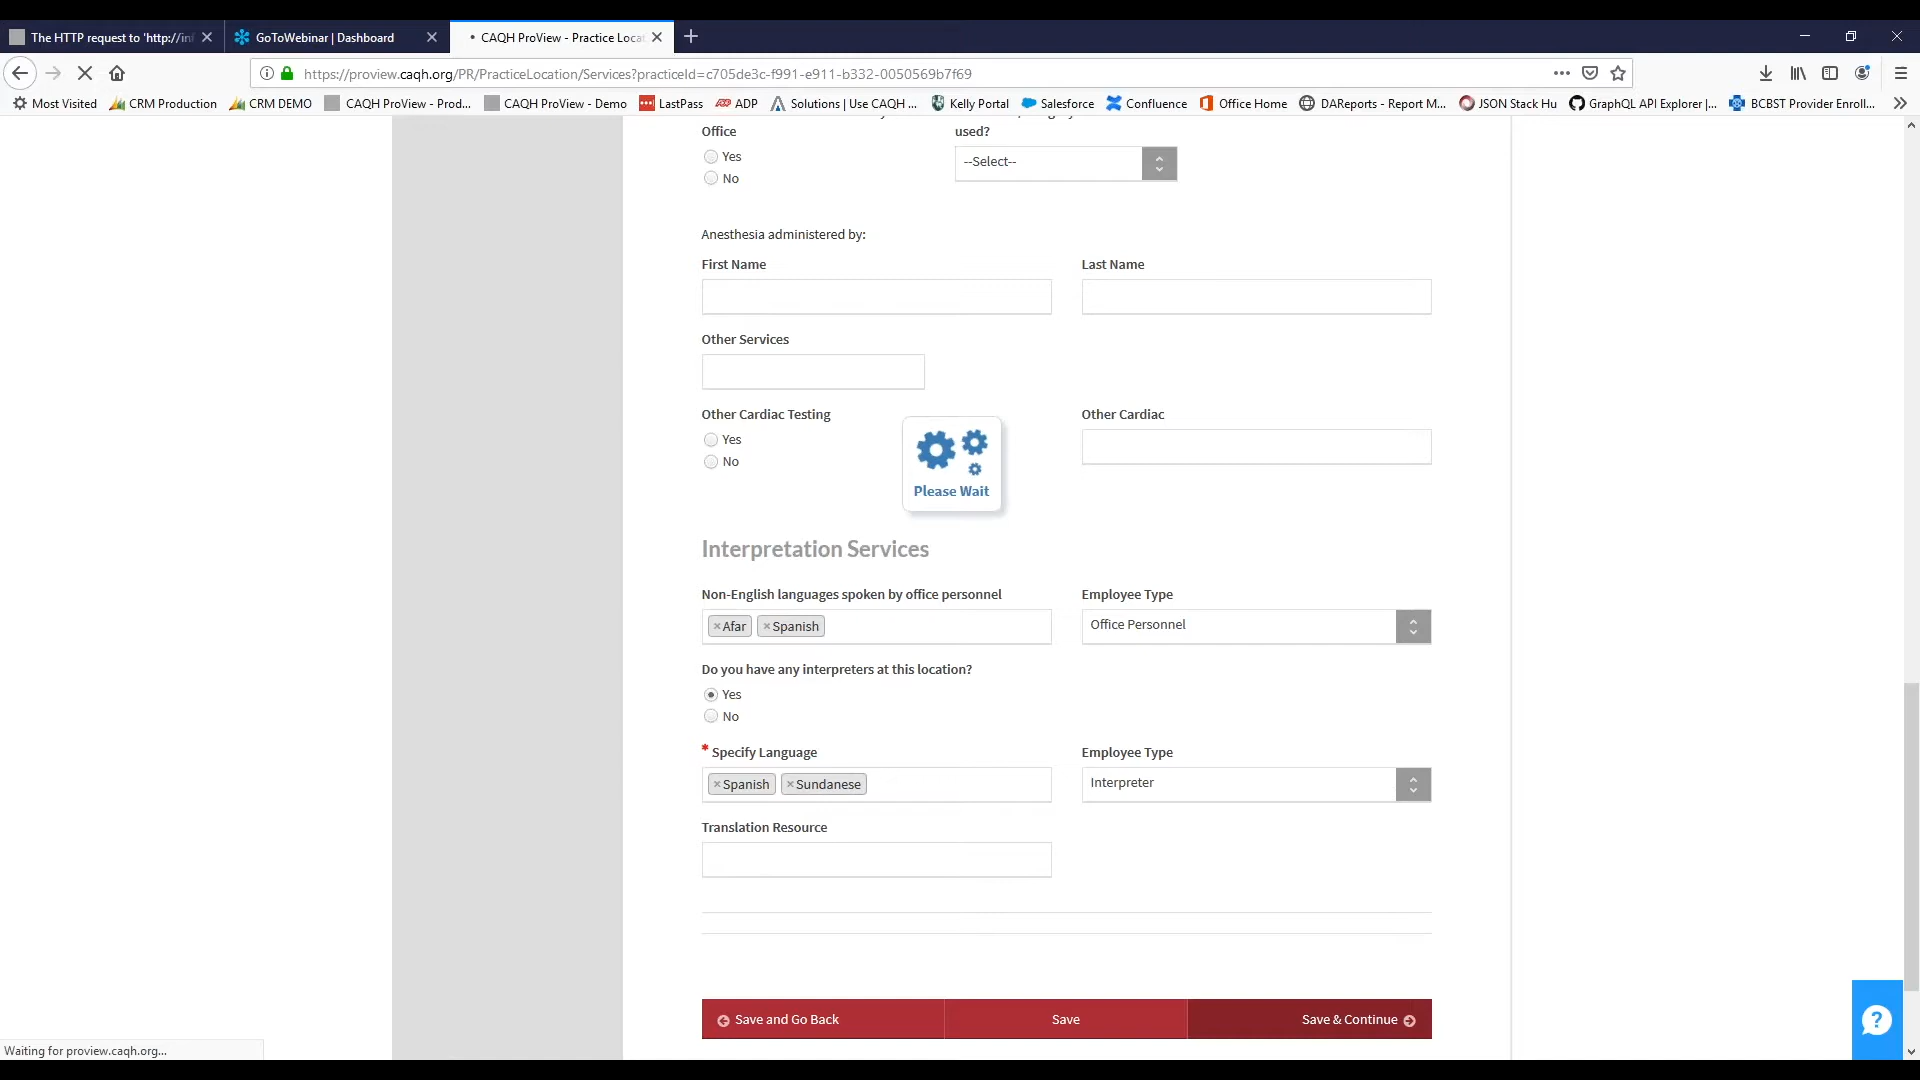 The HTTP request to 'http://in
GoToWebinar | Dashboard
• CAQH ProView - Practice Locat
https://proview.caqh.org/PR/PracticeLocation/Services?practiceId=c705de3c-f991-e911-b332-0050569b7f69
Most Visited CRM Production CRM DEMO CAQH ProView - Prod... CAQH ProView - Demo LastPass ADP Solutions | Use CAQH ... Kelly Portal Salesforce Confluence Office Home DAReports - Report M... JSON Stack Hu GraphQL API Explorer |... BCBST Provider Enroll...
Office
used?
Yes
--Select--
No
Anesthesia administered by:
First Name
Last Name
Other Services
Other Cardiac Testing
Other Cardiac
Yes
No
Please Wait
Interpretation Services
Non-English languages spoken by office personnel
Employee Type
×Afar ×Spanish
Office Personnel
Do you have any interpreters at this location?
Yes
No
* Specify Language
Employee Type
×Spanish ×Sundanese
Interpreter
Translation Resource
Save and Go Back
Save
Save & Continue
Waiting for proview.caqh.org...